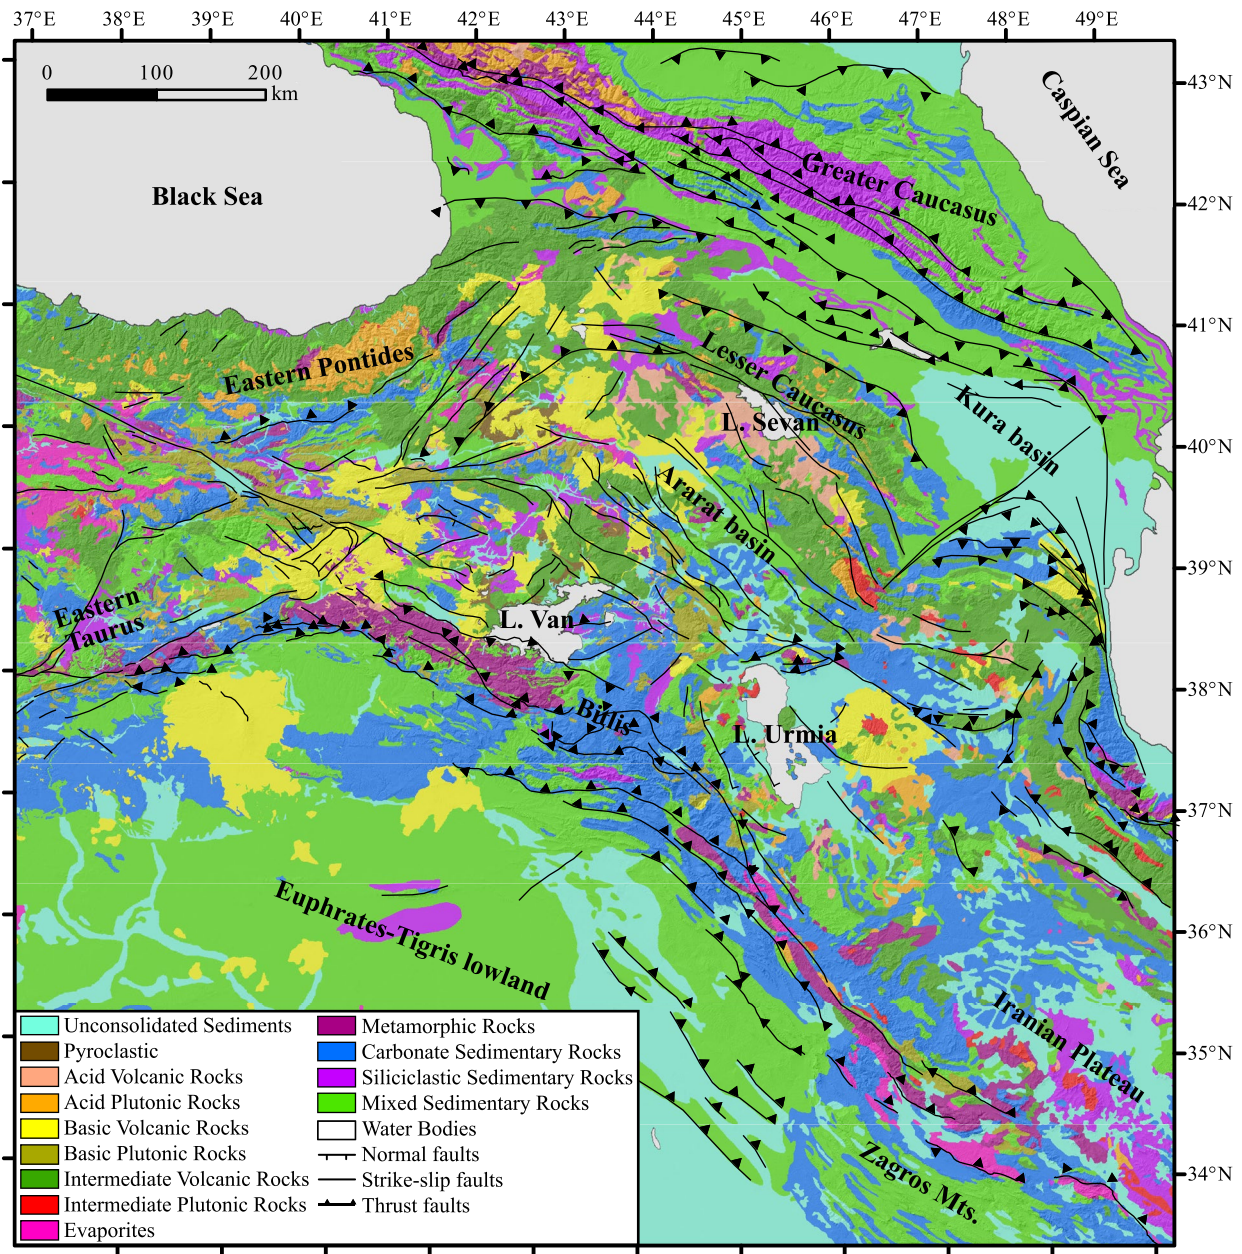 37°E 38°E 39°E 40°E 41°E 42°E 43°E 44°E 45°E 46°E 47°E 48°E 49°E
0 100 200
km
43°N
Caspian Sea
Black Sea
Greater Caucasus
42°N
41°N
Eastern Pontides
Lesser Caucasus
L. Sevan
Kura basin
40°N
Ararat basin
39°N
Eastern
Taurus
L. Van
38°N
Bitlis
L. Urmia
37°N
Euphrates-Tigris lowland
36°N
Iranian Plateau
35°N
Zagros Mts.
34°N
Unconsolidated Sediments
Pyroclastic
Acid Volcanic Rocks
Acid Plutonic Rocks
Basic Volcanic Rocks
Basic Plutonic Rocks
Intermediate Volcanic Rocks
Intermediate Plutonic Rocks
Evaporites
Metamorphic Rocks
Carbonate Sedimentary Rocks
Siliciclastic Sedimentary Rocks
Mixed Sedimentary Rocks
Water Bodies
Normal faults
Strike-slip faults
Thrust faults